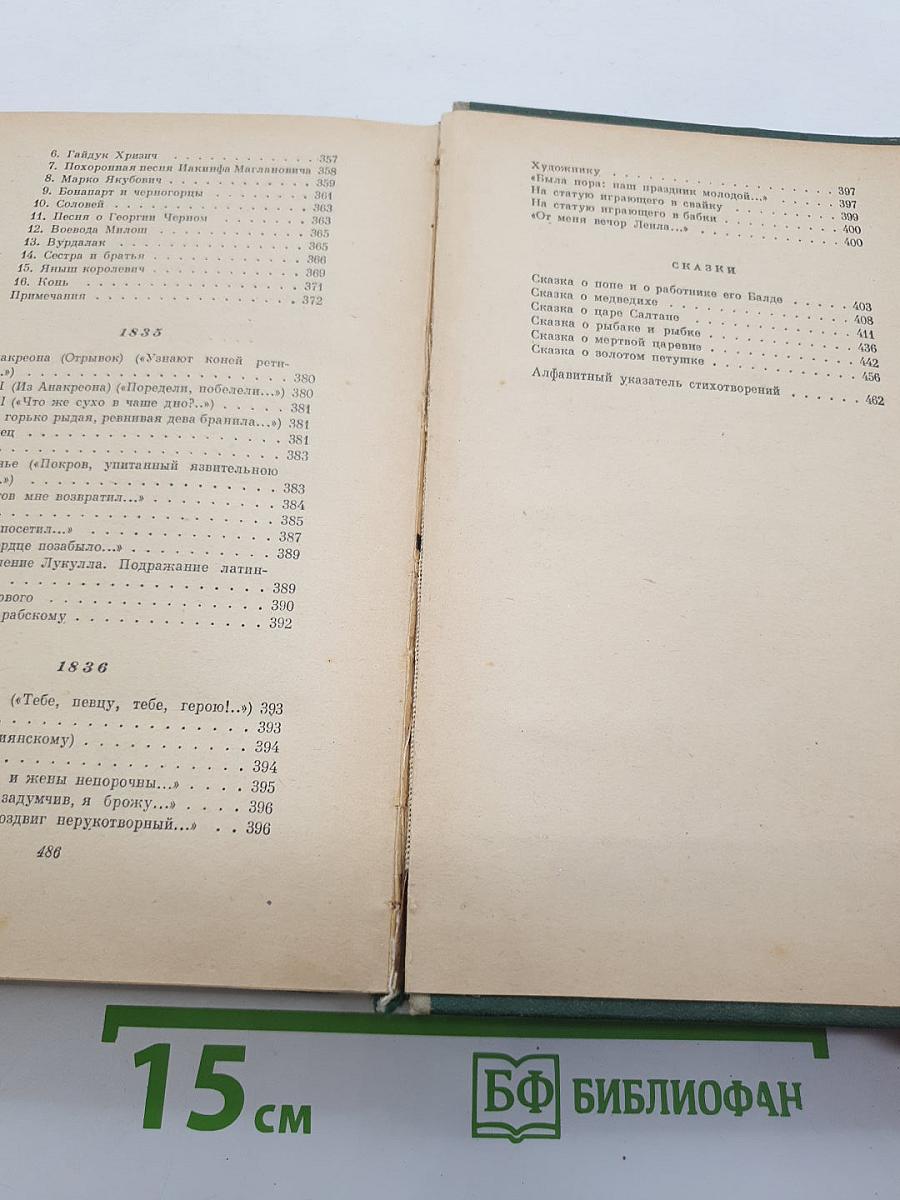 6. Гайдук Хризич . . . . . . . . . . . . 357
7. Похоронная песня Иакинфа Маглановича 358
8. Марко Якубович . . . . . . . . . . . . 359
9. Бонапарт и черногорцы . . . . . . . . . 361
10. Соловей . . . . . . . . . . . . . . . 363
11. Песня о Георгии Черном . . . . . . . . 363
12. Воевода Милош . . . . . . . . . . . . 365
13. Вурдалак . . . . . . . . . . . . . . 365
14. Сестра и братья . . . . . . . . . . . 366
15. Яныш королевич . . . . . . . . . . . . 369
16. Конь . . . . . . . . . . . . . . . . 371
Примечания . . . . . . . . . . . . . . . 372
1835
акреона (Отрывок) («Узнают коней рети-
..») . . . . . . . . . . . . . . . . . 380
I (Из Анакреона) («Поредели, побелели...») 380
I («Что же сухо в чаше дно?..») . . . . . 381
горько рыдая, ревнивая дева бранила...») 381
ец . . . . . . . . . . . . . . . . . 381
. . . . . . . . . . . . . . . . . . 383
нье («Покров, упитанный язвительною
..») . . . . . . . . . . . . . . . . 383
тов мне возвратил...» . . . . . . . . . 384
. . . . . . . . . . . . . . . . . . 385
посетил...» . . . . . . . . . . . . . 387
ордце позабыло...» . . . . . . . . . . 389
ление Лукулла. Подражание латин-
. . . . . . . . . . . . . . . . . . 389
ового . . . . . . . . . . . . . . . 390
рабскому . . . . . . . . . . . . . . 392
1836
(«Тебе, певцу, тебе, герою!..») 393
. . . . . . . . . . . . . . . . . 393
иянскому) . . . . . . . . . . . . . 394
. . . . . . . . . . . . . . . . . 394
и жены непорочны...» . . . . 395
задумчив, я брожу...» . . . . 396
оздвиг нерукотворный...» . . 396
486
Художнику . . . . . . . . . . . . . . 397
«Была пора: наш праздник молодой...» . . . 397
На статую играющего в свайку . . . . . . 399
На статую играющего в бабки . . . . . . . 400
«От меня вечор Леила...» . . . . . . . . 400
СКАЗКИ
Сказка о попе и о работнике его Балде . . . . . 403
Сказка о медведихе . . . . . . . . . . . 408
Сказка о царе Салтане . . . . . . . . . . 411
Сказка о рыбаке и рыбке . . . . . . . . . 436
Сказка о мертвой царевне . . . . . . . . . 442
Сказка о золотом петушке . . . . . . . . . 456
Алфавитный указатель стихотворений . . . . . 462
15 см
БФ БИБЛИОФАН